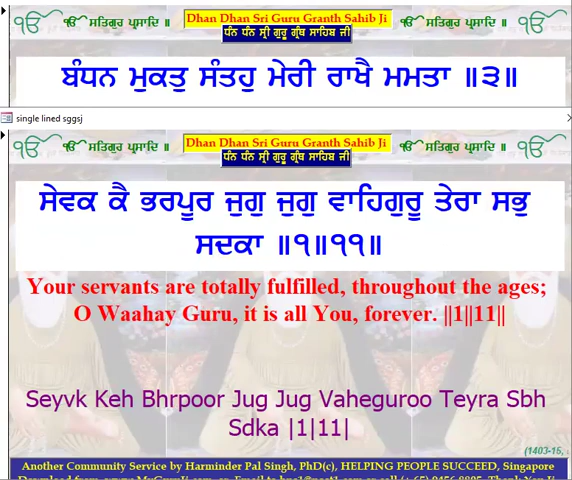 ੴ ੴ ਸਤਿਗੁਰ ਪ੍ਰਸਾਦਿ ॥ Dhan Dhan Sri Guru Granth Sahib Ji ੴ ਸਤਿਗੁਰ ਪ੍ਰਸਾਦਿ ॥ ੴ
ਧੰਨ ਧੰਨ ਸ੍ਰੀ ਗੁਰੂ ਗ੍ਰੰਥ ਸਾਹਿਬ ਜੀ
ਬੰਧਨ ਮੁਕਤੁ ਸੰਤਹੁ ਮੇਰੀ ਰਾਖੈ ਮਮਤਾ ॥੩॥
single lined sggsj
ੴ ੴ ਸਤਿਗੁਰ ਪ੍ਰਸਾਦਿ ॥ Dhan Dhan Sri Guru Granth Sahib Ji ੴ ਸਤਿਗੁਰ ਪ੍ਰਸਾਦਿ ॥ ੴ
ਧੰਨ ਧੰਨ ਸ੍ਰੀ ਗੁਰੂ ਗ੍ਰੰਥ ਸਾਹਿਬ ਜੀ
ਸੇਵਕ ਕੈ ਭਰਪੂਰ ਜੁਗੁ ਜੁਗੁ ਵਾਹਿਗੁਰੂ ਤੇਰਾ ਸਭੁ
ਸਦਕਾ ॥੧॥੧੧॥
Your servants are totally fulfilled, throughout the ages;
O Waahay Guru, it is all You, forever. ||1||11||
Seyvk Keh Bhrpoor Jug Jug Vaheguroo Teyra Sbh
Sdka |1|11|
(1403-15,
Another Community Service by Harminder Pal Singh, PhD(c), HELPING PEOPLE SUCCEED, Singapore